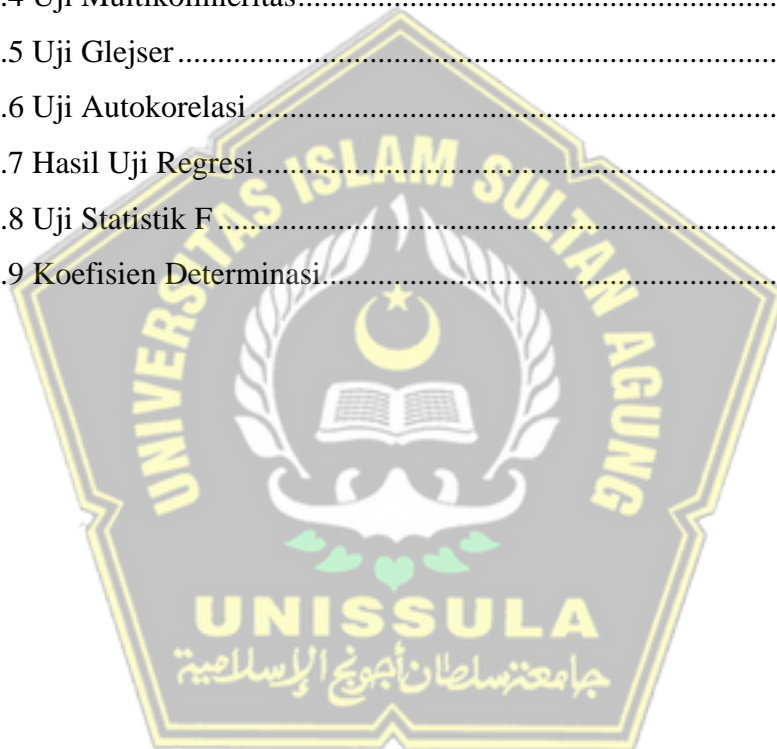 .4 Uji Multikolinieritas................................................................
.5 Uji Glejser................................................................................
.6 Uji Autokorelasi.......................................................................
.7 Hasil Uji Regresi......................................................................
.8 Uji Statistik F...........................................................................
.9 Koefisien Determinasi..............................................................
UNIVERSITAS ISLAM SULTAN AGUNG
UNISSULA
جامعة سلطان أجونج الإسلامية